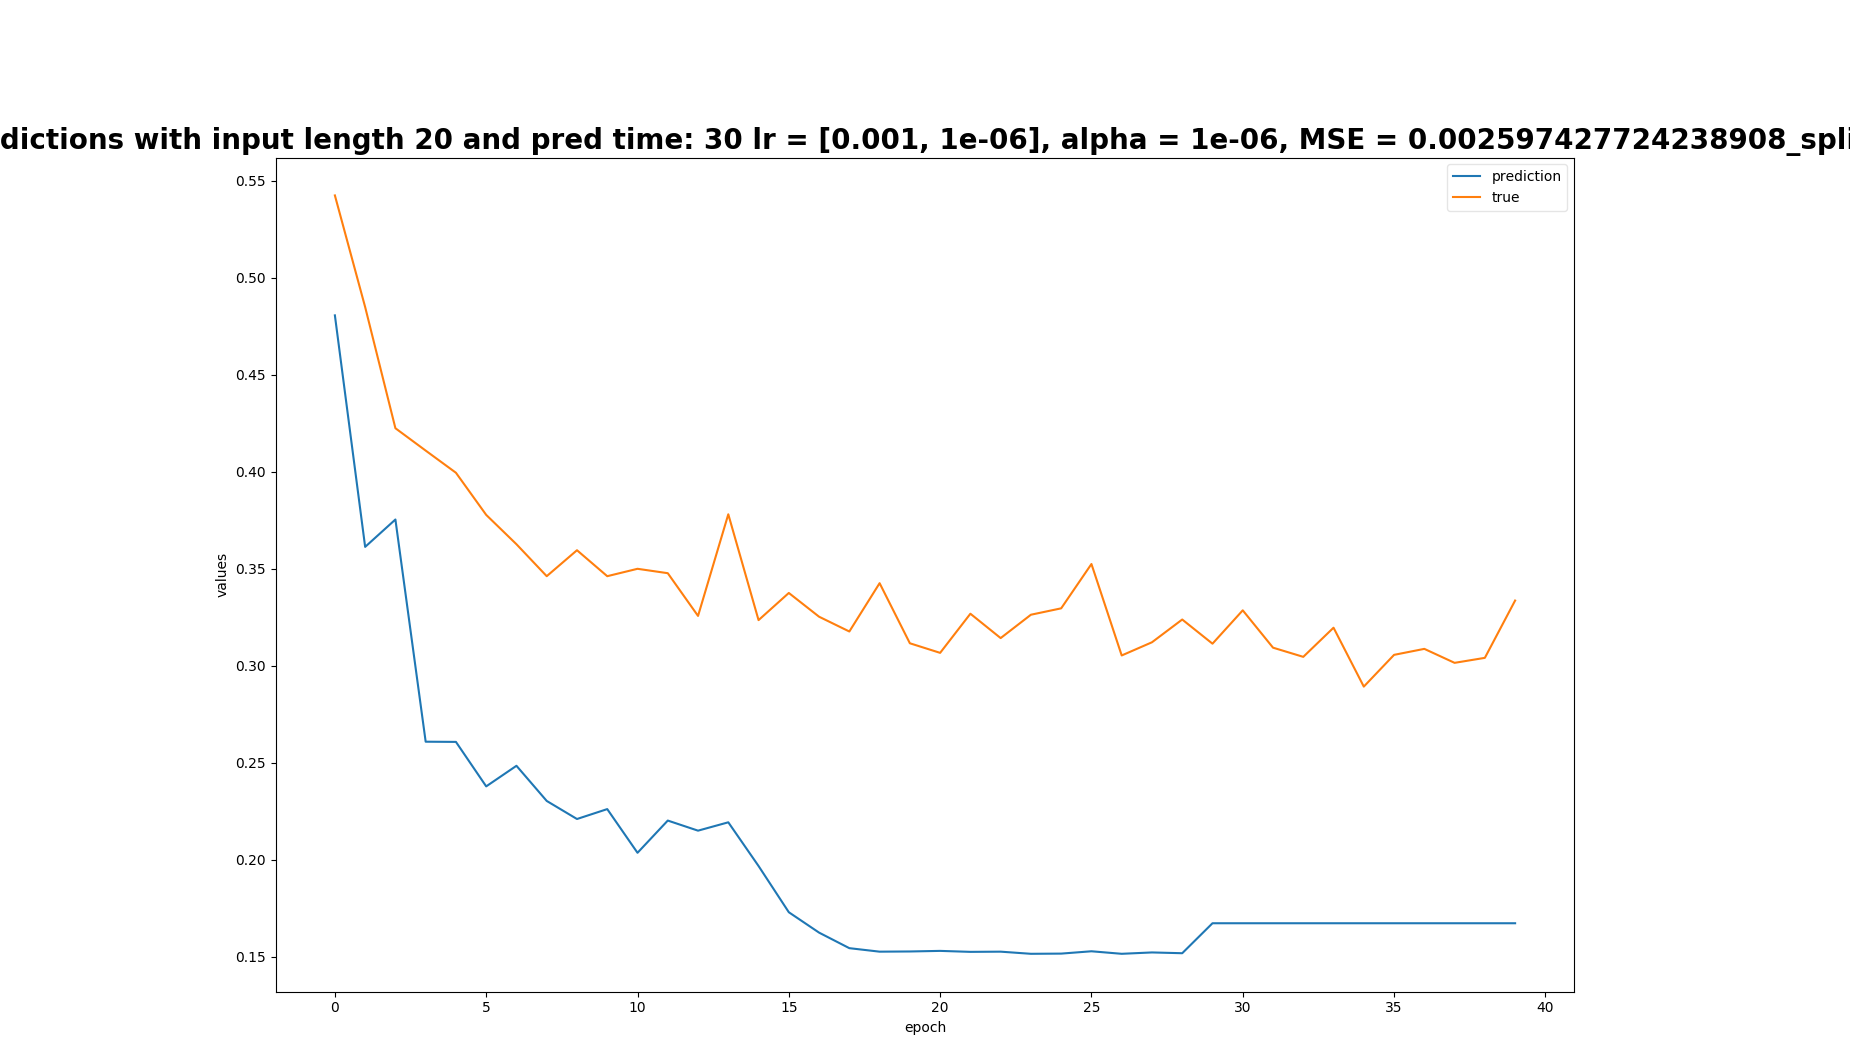 dictions with input length 20 and pred time: 30 lr = [0.001, 1e-06], alpha = 1e-06, MSE = 0.002597427724238908_spli
prediction
true
0.55
0.50
0.45
0.40
0.35
0.30
0.25
0.20
0.15
values
0 5 10 15 20 25 30 35 40
epoch